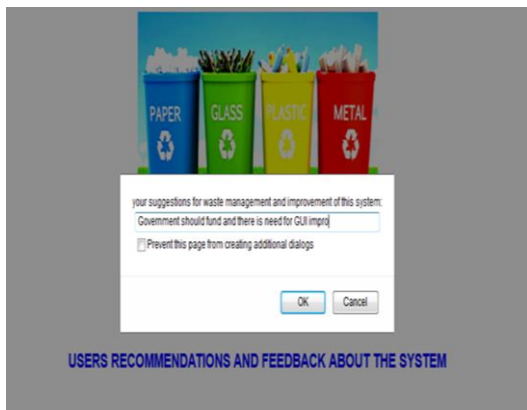 PAPER GLASS PLASTIC METAL
your suggestions for waste management and improvement of this system:
Government should fund and there is need for GUI impro
Prevent this page from creating additional dialogs
OK Cancel
USERS RECOMMENDATIONS AND FEEDBACK ABOUT THE SYSTEM